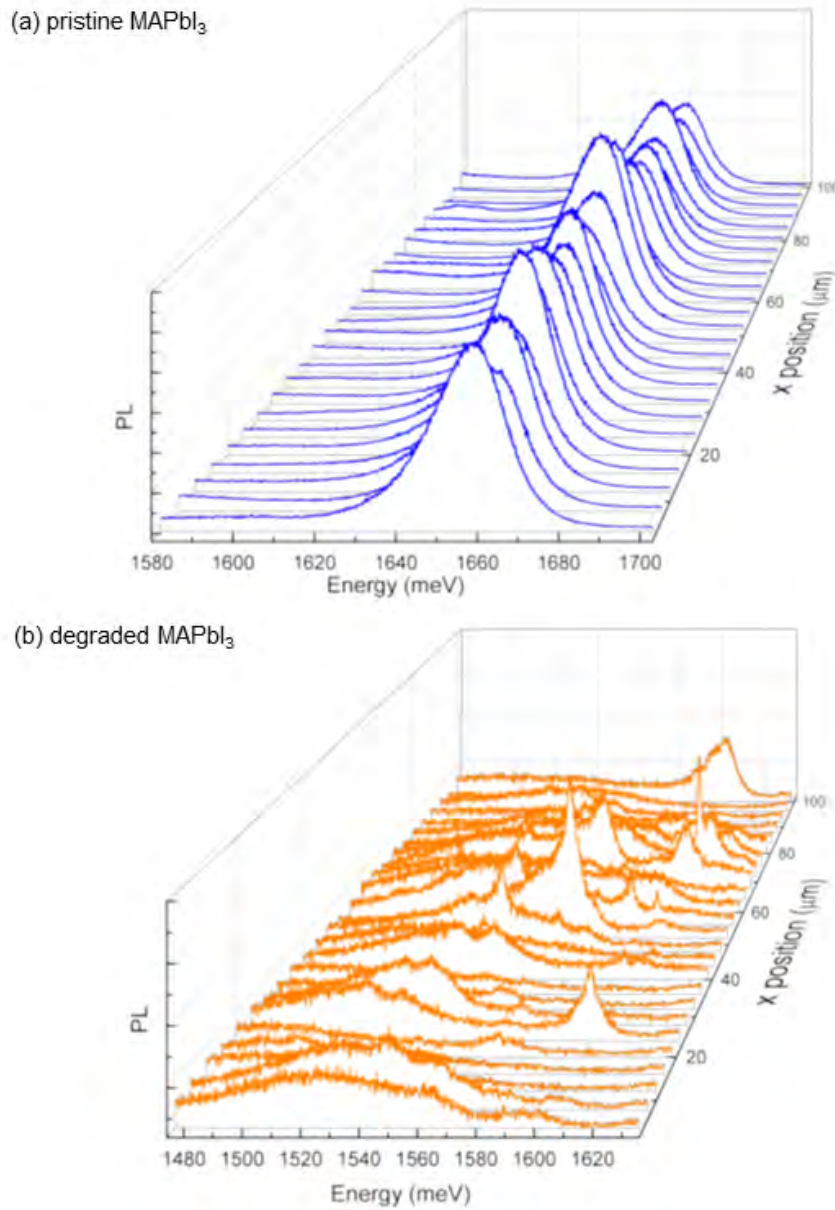 (a) pristine MAPbI₃
100
80
60
40
20
X position (μm)
PL
1580 1600 1620 1640 1660 1680 1700
Energy (meV)
(b) degraded MAPbI₃
100
80
60
40
20
X position (μm)
PL
1480 1500 1520 1540 1560 1580 1600 1620
Energy (meV)